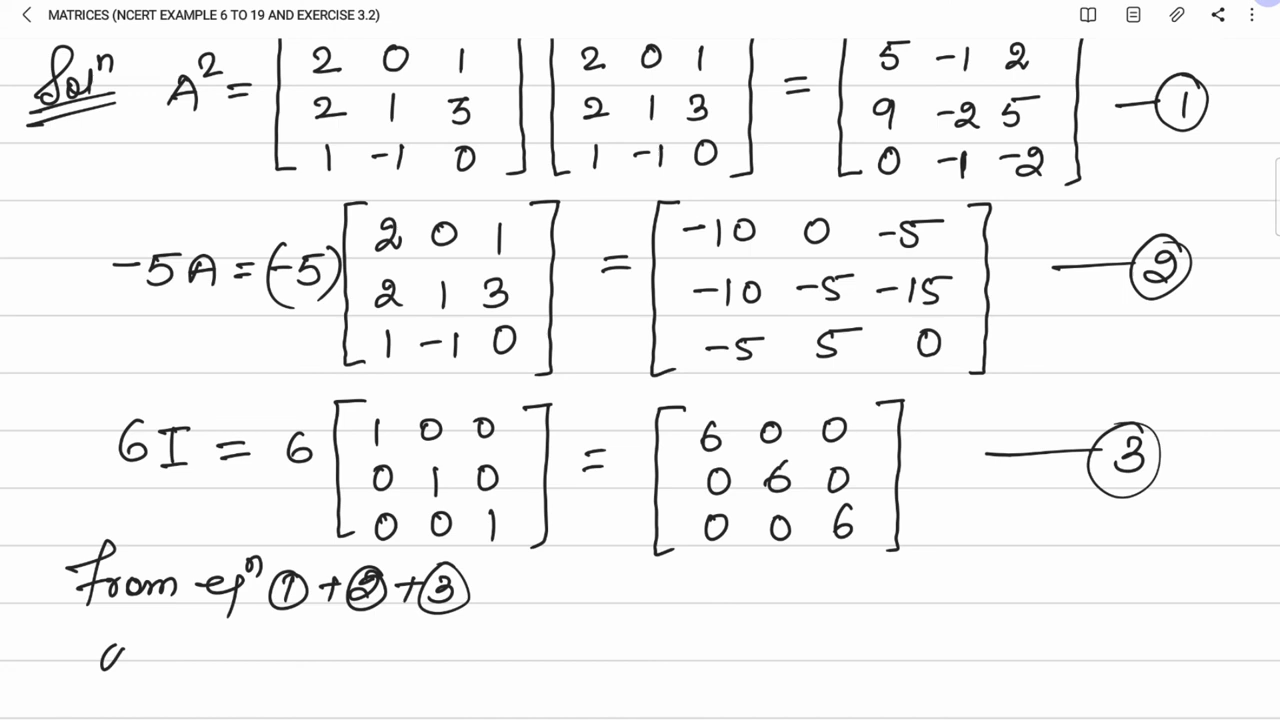 MATRICES (NCERT EXAMPLE 6 TO 19 AND EXERCISE 3.2)
Solⁿ A² = [ 2 0 1 ] [ 2 0 1 ] = [ 5 -1 2 ] — ①
[ 2 1 3 ] [ 2 1 3 ] [ 9 -2 5 ]
[ 1 -1 0 ] [ 1 -1 0 ] [ 0 -1 -2 ]
-5A = (-5) [ 2 0 1 ] = [ -10 0 -5 ] — ②
[ 2 1 3 ] [ -10 -5 -15 ]
[ 1 -1 0 ] [ -5 5 0 ]
6I = 6 [ 1 0 0 ] = [ 6 0 0 ] — ③
[ 0 1 0 ] [ 0 6 0 ]
[ 0 0 1 ] [ 0 0 6 ]
From eqⁿ ① + ② + ③